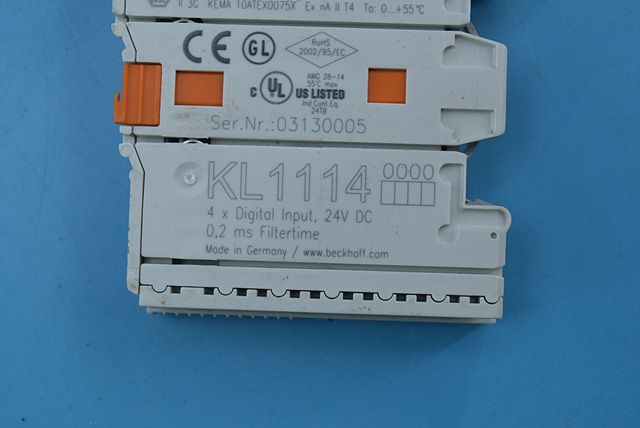 II 3G KEMA 10ATEX0075X Ex nA II T4 Ta: 0...+55°C
CE GL RoHS
2002/95/EC
c UL US LISTED
AWG 28-14
55°C max
Ind.Cont.Eq.
24TB
Ser.Nr.:03130005
KL1114 0000
4 x Digital Input, 24V DC
0,2 ms Filtertime
Made in Germany / www.beckhoff.com